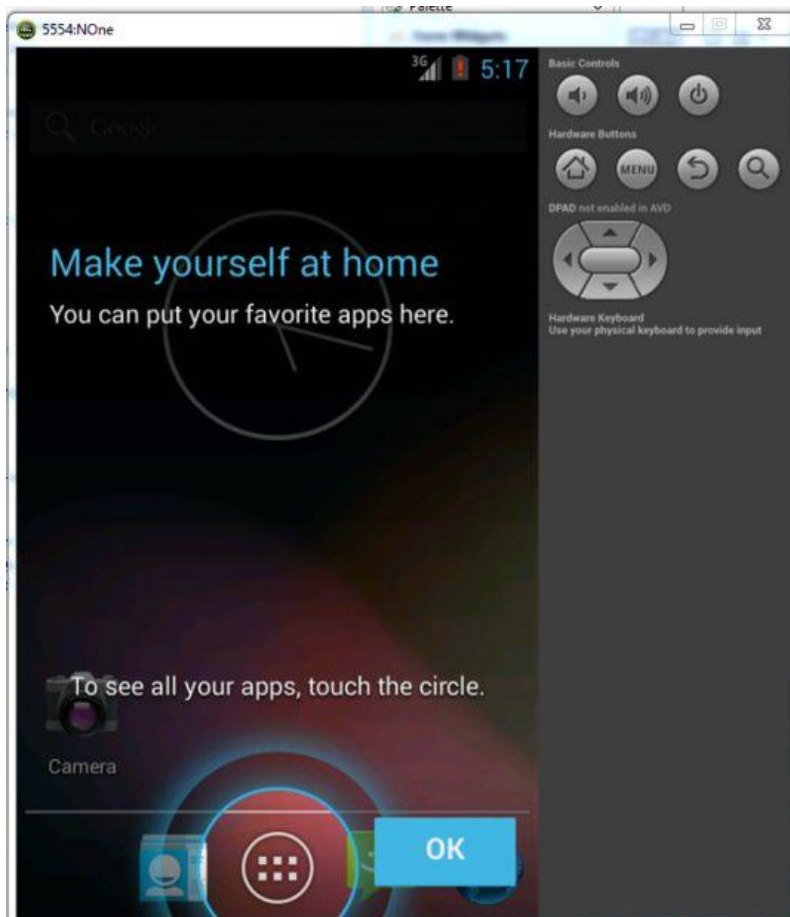 Palette
5554:NOne
3G
5:17
Google
Make yourself at home
You can put your favorite apps here.
To see all your apps, touch the circle.
Camera
OK
Basic Controls
Hardware Buttons
MENU
DPAD not enabled in AVD
Hardware Keyboard
Use your physical keyboard to provide input